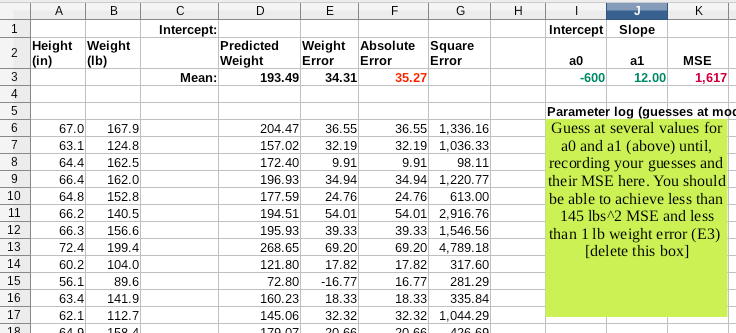 A B C D E F G H I J K
1 Intercept: Intercept Slope
2 Height (in) Weight (lb) Predicted Weight Weight Error Absolute Error Square Error a0 a1 MSE
3 Mean: 193.49 34.31 35.27 -600 12.00 1,617
4
5 Parameter log (guesses at mod
6 67.0 167.9 204.47 36.55 36.55 1,336.16
7 63.1 124.8 157.02 32.19 32.19 1,036.33
8 64.4 162.5 172.40 9.91 9.91 98.11
9 66.4 162.0 196.93 34.94 34.94 1,220.77
10 64.8 152.8 177.59 24.76 24.76 613.00
11 66.2 140.5 194.51 54.01 54.01 2,916.76
12 66.3 156.6 195.93 39.33 39.33 1,546.56
13 72.4 199.4 268.65 69.20 69.20 4,789.18
14 60.2 104.0 121.80 17.82 17.82 317.60
15 56.1 89.6 72.80 -16.77 16.77 281.29
16 63.4 141.9 160.23 18.33 18.33 335.84
17 62.1 112.7 145.06 32.32 32.32 1,044.29
18 64.9 158.4 179.07 20.66 20.66 426.69
Guess at several values for
a0 and a1 (above) until,
recording your guesses and
their MSE here. You should
be able to achieve less than
145 lbs^2 MSE and less
than 1 lb weight error (E3)
[delete this box]